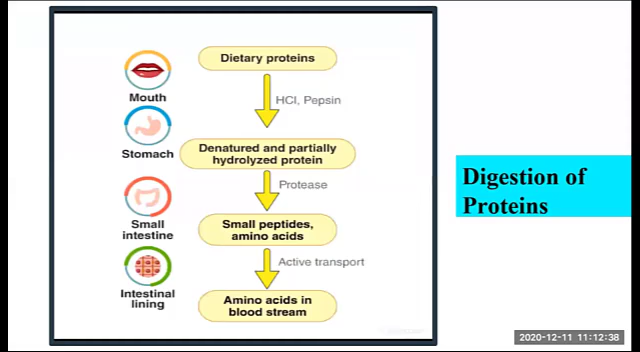 Dietary proteins
Mouth
HCl, Pepsin
Stomach
Denatured and partially
hydrolyzed protein
Protease
Small
intestine
Small peptides,
amino acids
Active transport
Intestinal
lining
Amino acids in
blood stream
Digestion of
Proteins
2020-12-11 11:12:38